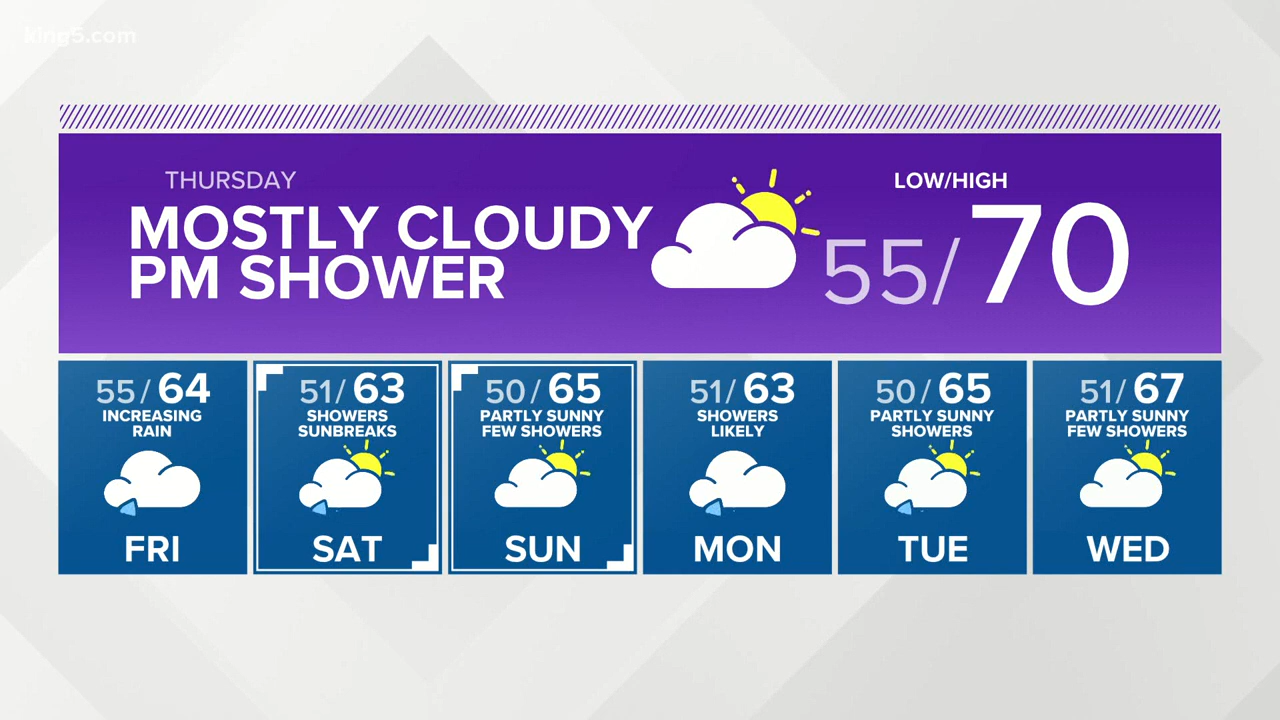 king5.com
THURSDAY
MOSTLY CLOUDY
PM SHOWER
LOW/HIGH
55/70
55/64
INCREASING
RAIN
FRI
51/63
SHOWERS
SUNBREAKS
SAT
50/65
PARTLY SUNNY
FEW SHOWERS
SUN
51/63
SHOWERS
LIKELY
MON
50/65
PARTLY SUNNY
SHOWERS
TUE
51/67
PARTLY SUNNY
FEW SHOWERS
WED